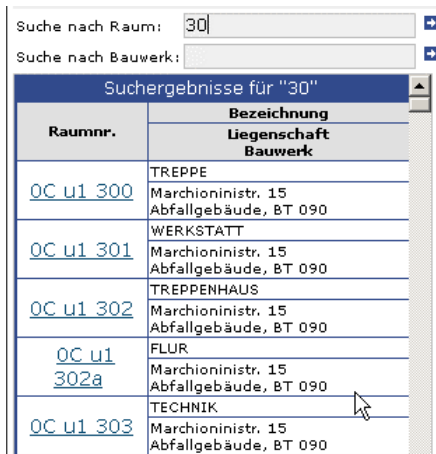 Suche nach Raum: 30
Suche nach Bauwerk:
Suchergebnisse für "30"
Raumnr.
Bezeichnung
Liegenschaft
Bauwerk
0C u1 300
TREPPE
Marchioninistr. 15
Abfallgebäude, BT 090
0C u1 301
WERKSTATT
Marchioninistr. 15
Abfallgebäude, BT 090
0C u1 302
TREPPENHAUS
Marchioninistr. 15
Abfallgebäude, BT 090
0C u1
302a
FLUR
Marchioninistr. 15
Abfallgebäude, BT 090
0C u1 303
TECHNIK
Marchioninistr. 15
Abfallgebäude, BT 090